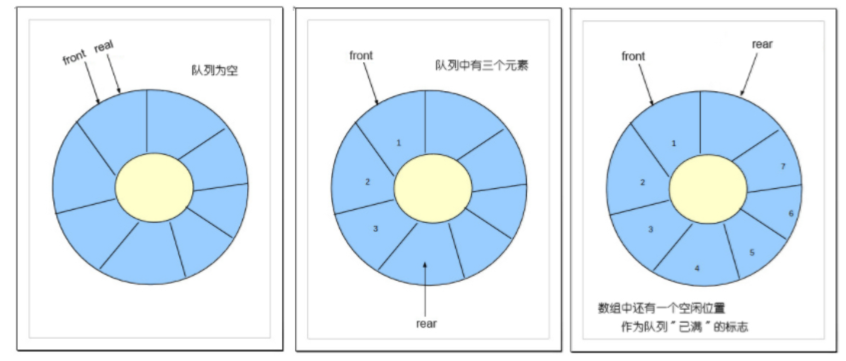 front real
队列为空
front
队列中有三个元素
1
2
3
rear
front
rear
1
2
3
4
5
6
7
数组中还有一个空闲位置
作为队列“已满”的标志